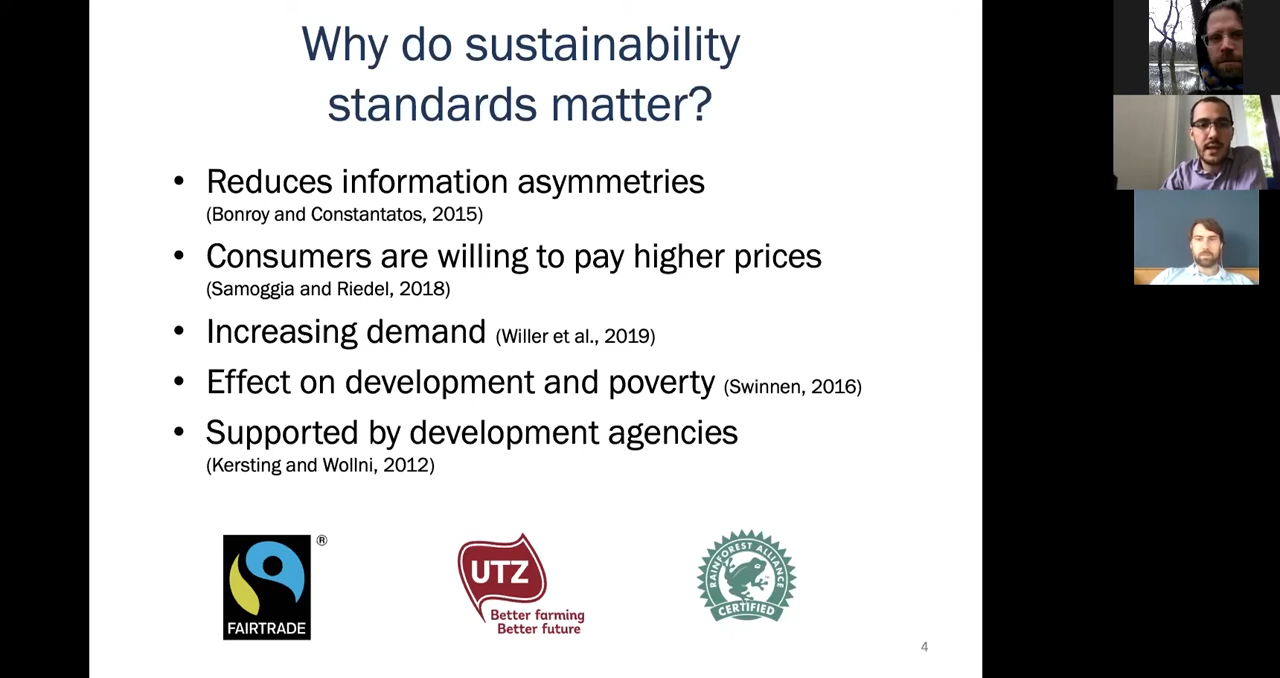 Why do sustainability
standards matter?
• Reduces information asymmetries
(Bonroy and Constantatos, 2015)
• Consumers are willing to pay higher prices
(Samoggia and Riedel, 2018)
• Increasing demand (Willer et al., 2019)
• Effect on development and poverty (Swinnen, 2016)
• Supported by development agencies
(Kersting and Wollni, 2012)
®
FAIRTRADE
UTZ
Better farming
Better future
RAINFOREST ALLIANCE
CERTIFIED
4